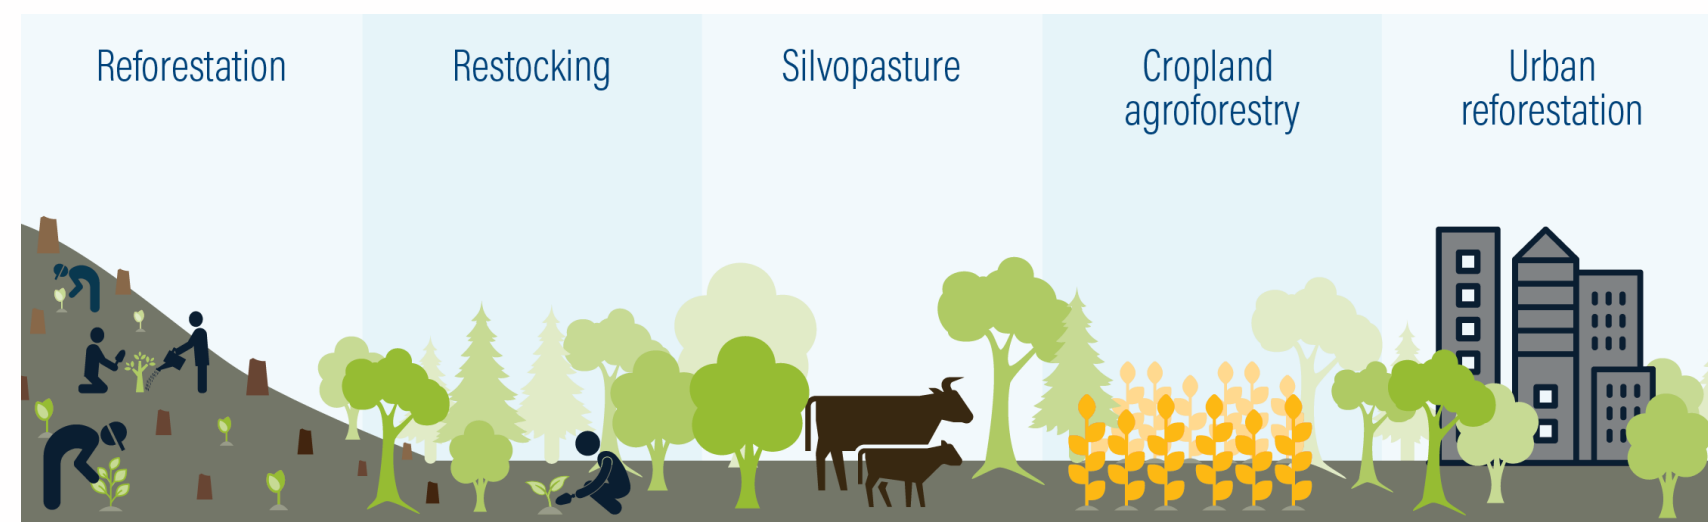 Reforestation
Restocking
Silvopasture
Cropland
agroforestry
Urban
reforestation